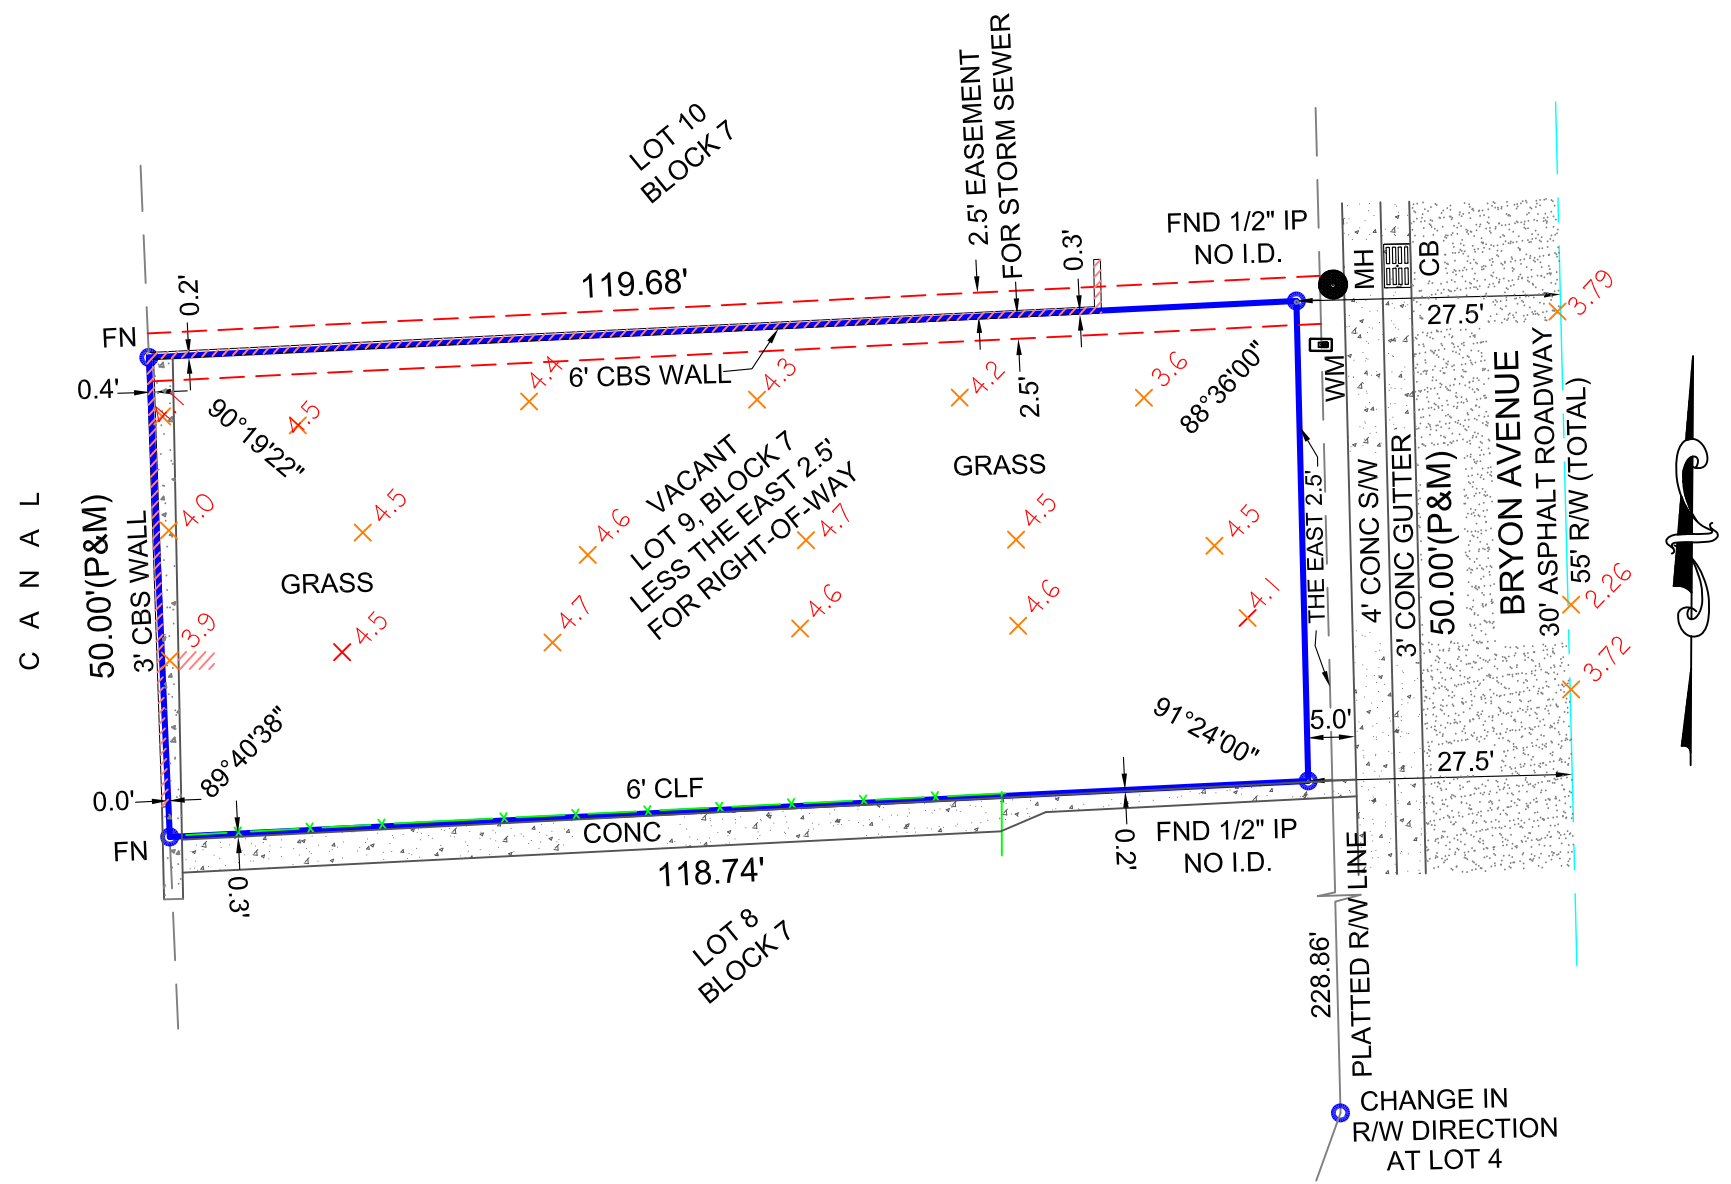 LOT 10
BLOCK 7
2.5' EASEMENT
FOR STORM SEWER
0.3'
FND 1/2" IP
NO I.D.
MH
CB
3.79
27.5'
0.2'
119.68'
FN
0.4'
4.1
90°19'22"
4.5
4.4
6' CBS WALL
4.3
4.2
2.5'
3.6
88°36'00"
WM
CANAL
50.00'(P&M)
3' CBS WALL
4.0
4.5
GRASS
4.6
VACANT
LOT 9, BLOCK 7
LESS THE EAST 2.5'
FOR RIGHT-OF-WAY
4.7
GRASS
4.5
4.5
THE EAST 2.5'
4' CONC S/W
3' CONC GUTTER
50.00'(P&M)
BRYON AVENUE
30' ASPHALT ROADWAY
55' R/W (TOTAL)
2.26
3.72
3.9
4.5
4.7
4.6
4.6
4.1
89°40'38"
91°24'00"
5.0'
27.5'
0.0'
6' CLF
FN
CONC
118.74'
0.3'
0.2'
FND 1/2" IP
NO I.D.
LOT 8
BLOCK 7
228.86'
PLATTED R/W LINE
CHANGE IN
R/W DIRECTION
AT LOT 4